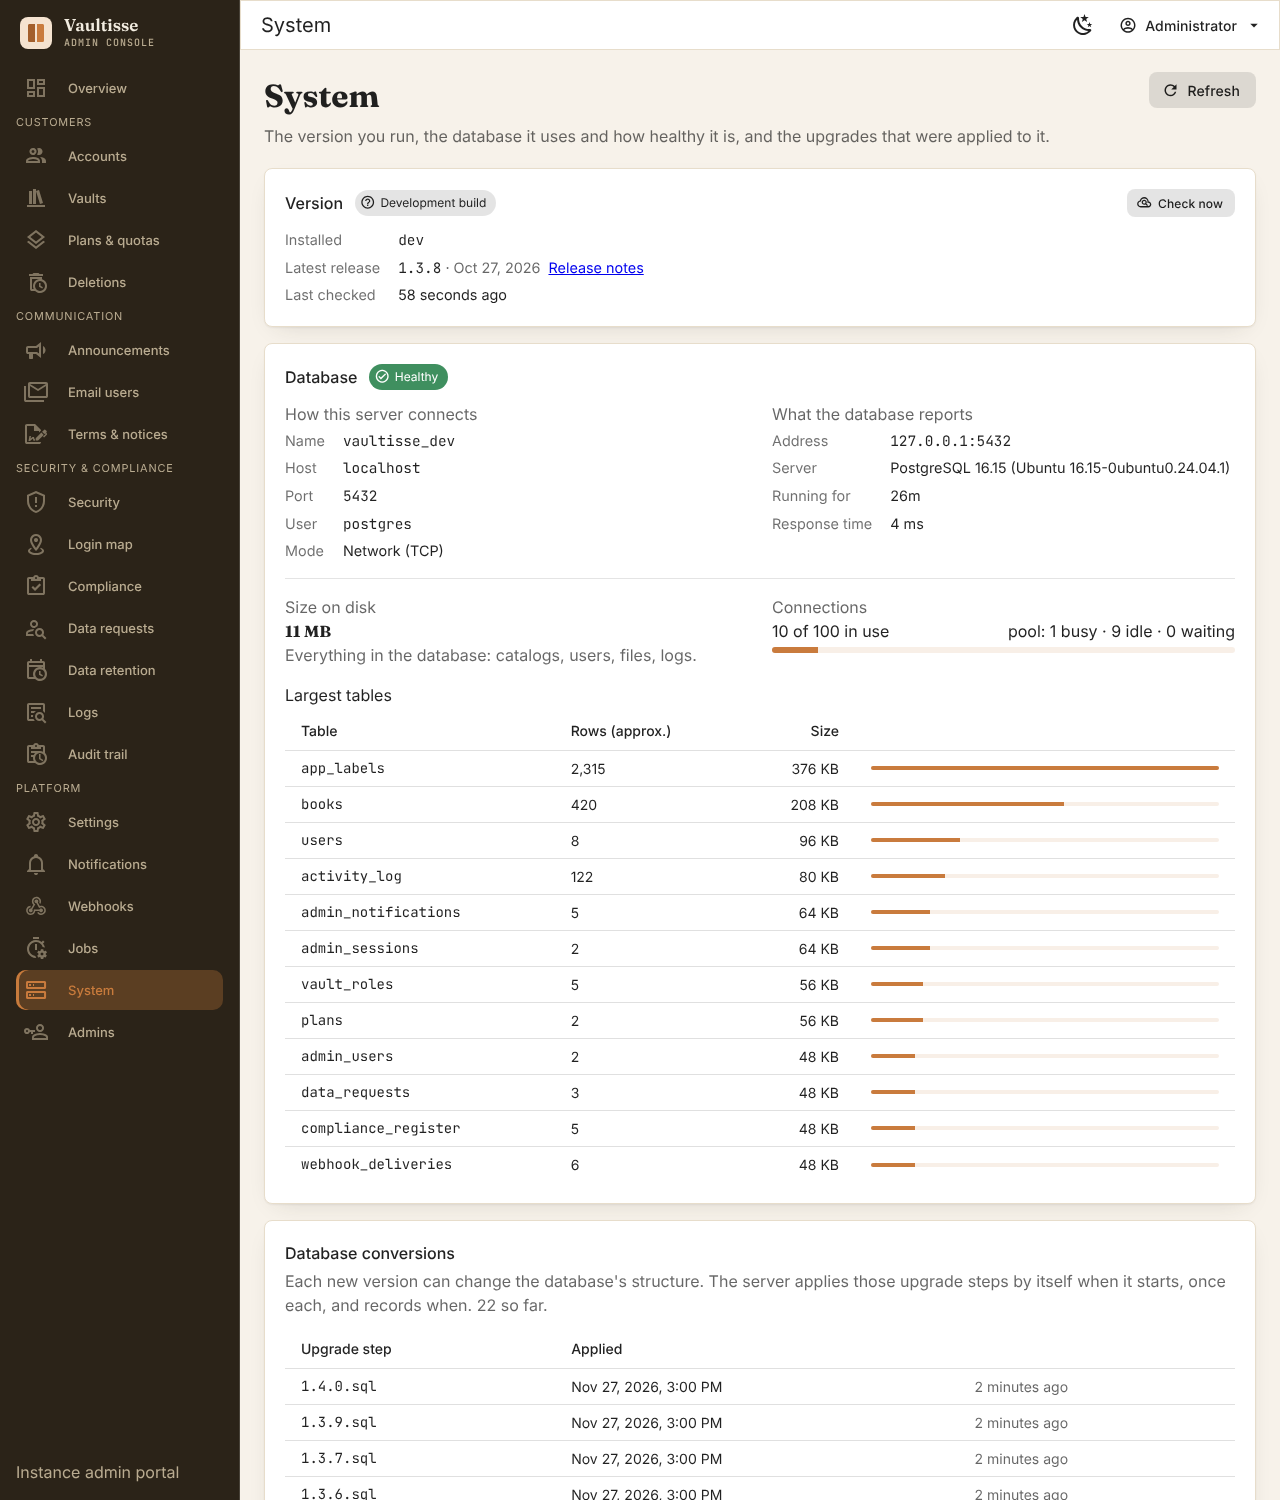 Vaultisse
ADMIN CONSOLE
Overview
CUSTOMERS
Accounts
Vaults
Plans & quotas
Deletions
COMMUNICATION
Announcements
Email users
Terms & notices
SECURITY & COMPLIANCE
Security
Login map
Compliance
Data requests
Data retention
Logs
Audit trail
PLATFORM
Settings
Notifications
Webhooks
Jobs
System
Admins
Instance admin portal
System
Administrator
System
Refresh
The version you run, the database it uses and how healthy it is, and the upgrades that were applied to it.
Version Development build
Check now
Installed dev
Latest release 1.3.8 · Oct 27, 2026 Release notes
Last checked 58 seconds ago
Database Healthy
How this server connects
Name vaultisse_dev
Host localhost
Port 5432
User postgres
Mode Network (TCP)
What the database reports
Address 127.0.0.1:5432
Server PostgreSQL 16.15 (Ubuntu 16.15-0ubuntu0.24.04.1)
Running for 26m
Response time 4 ms
Size on disk
11 MB
Everything in the database: catalogs, users, files, logs.
Connections
10 of 100 in use pool: 1 busy · 9 idle · 0 waiting
Largest tables
Table Rows (approx.) Size
app_labels 2,315 376 KB
books 420 208 KB
users 8 96 KB
activity_log 122 80 KB
admin_notifications 5 64 KB
admin_sessions 2 64 KB
vault_roles 5 56 KB
plans 2 56 KB
admin_users 2 48 KB
data_requests 3 48 KB
compliance_register 5 48 KB
webhook_deliveries 6 48 KB
Database conversions
Each new version can change the database's structure. The server applies those upgrade steps by itself when it starts, once
each, and records when. 22 so far.
Upgrade step Applied
1.4.0.sql Nov 27, 2026, 3:00 PM 2 minutes ago
1.3.9.sql Nov 27, 2026, 3:00 PM 2 minutes ago
1.3.7.sql Nov 27, 2026, 3:00 PM 2 minutes ago
1.3.6.sql Nov 27, 2026, 3:00 PM 2 minutes ago